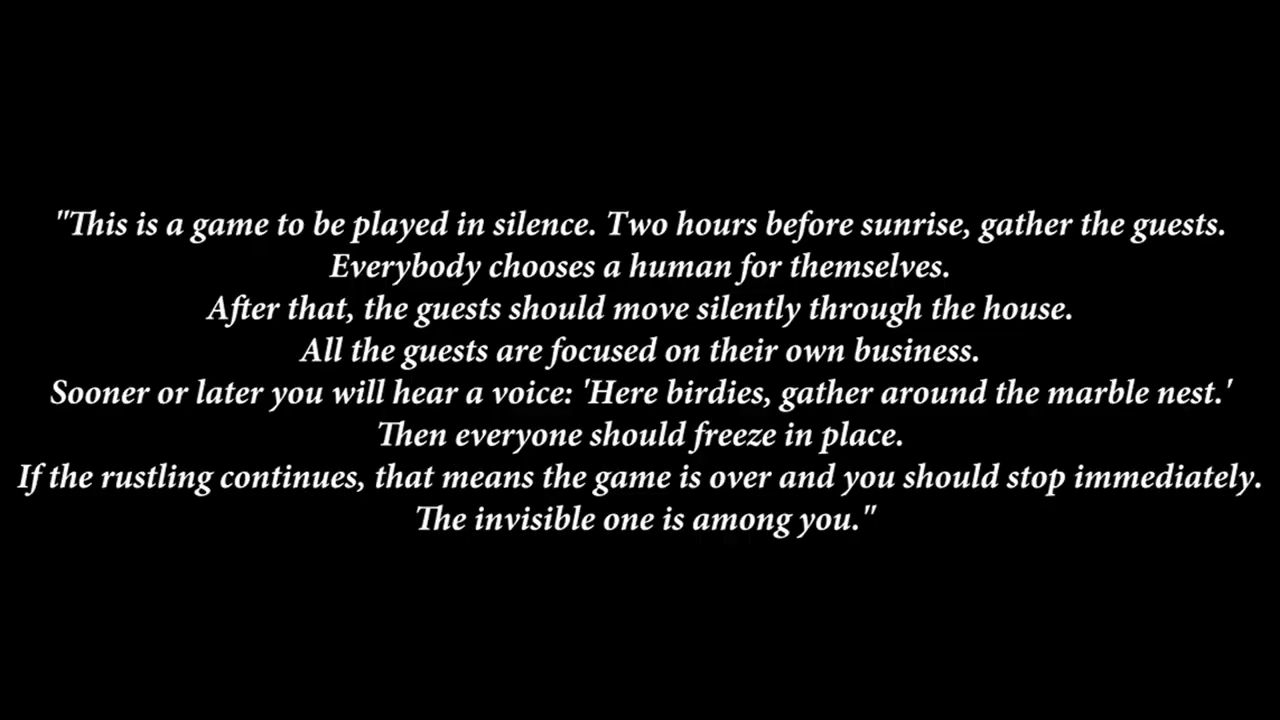 "This is a game to be played in silence. Two hours before sunrise, gather the guests.
Everybody chooses a human for themselves.
After that, the guests should move silently through the house.
All the guests are focused on their own business.
Sooner or later you will hear a voice: 'Here birdies, gather around the marble nest.'
Then everyone should freeze in place.
If the rustling continues, that means the game is over and you should stop immediately.
The invisible one is among you."